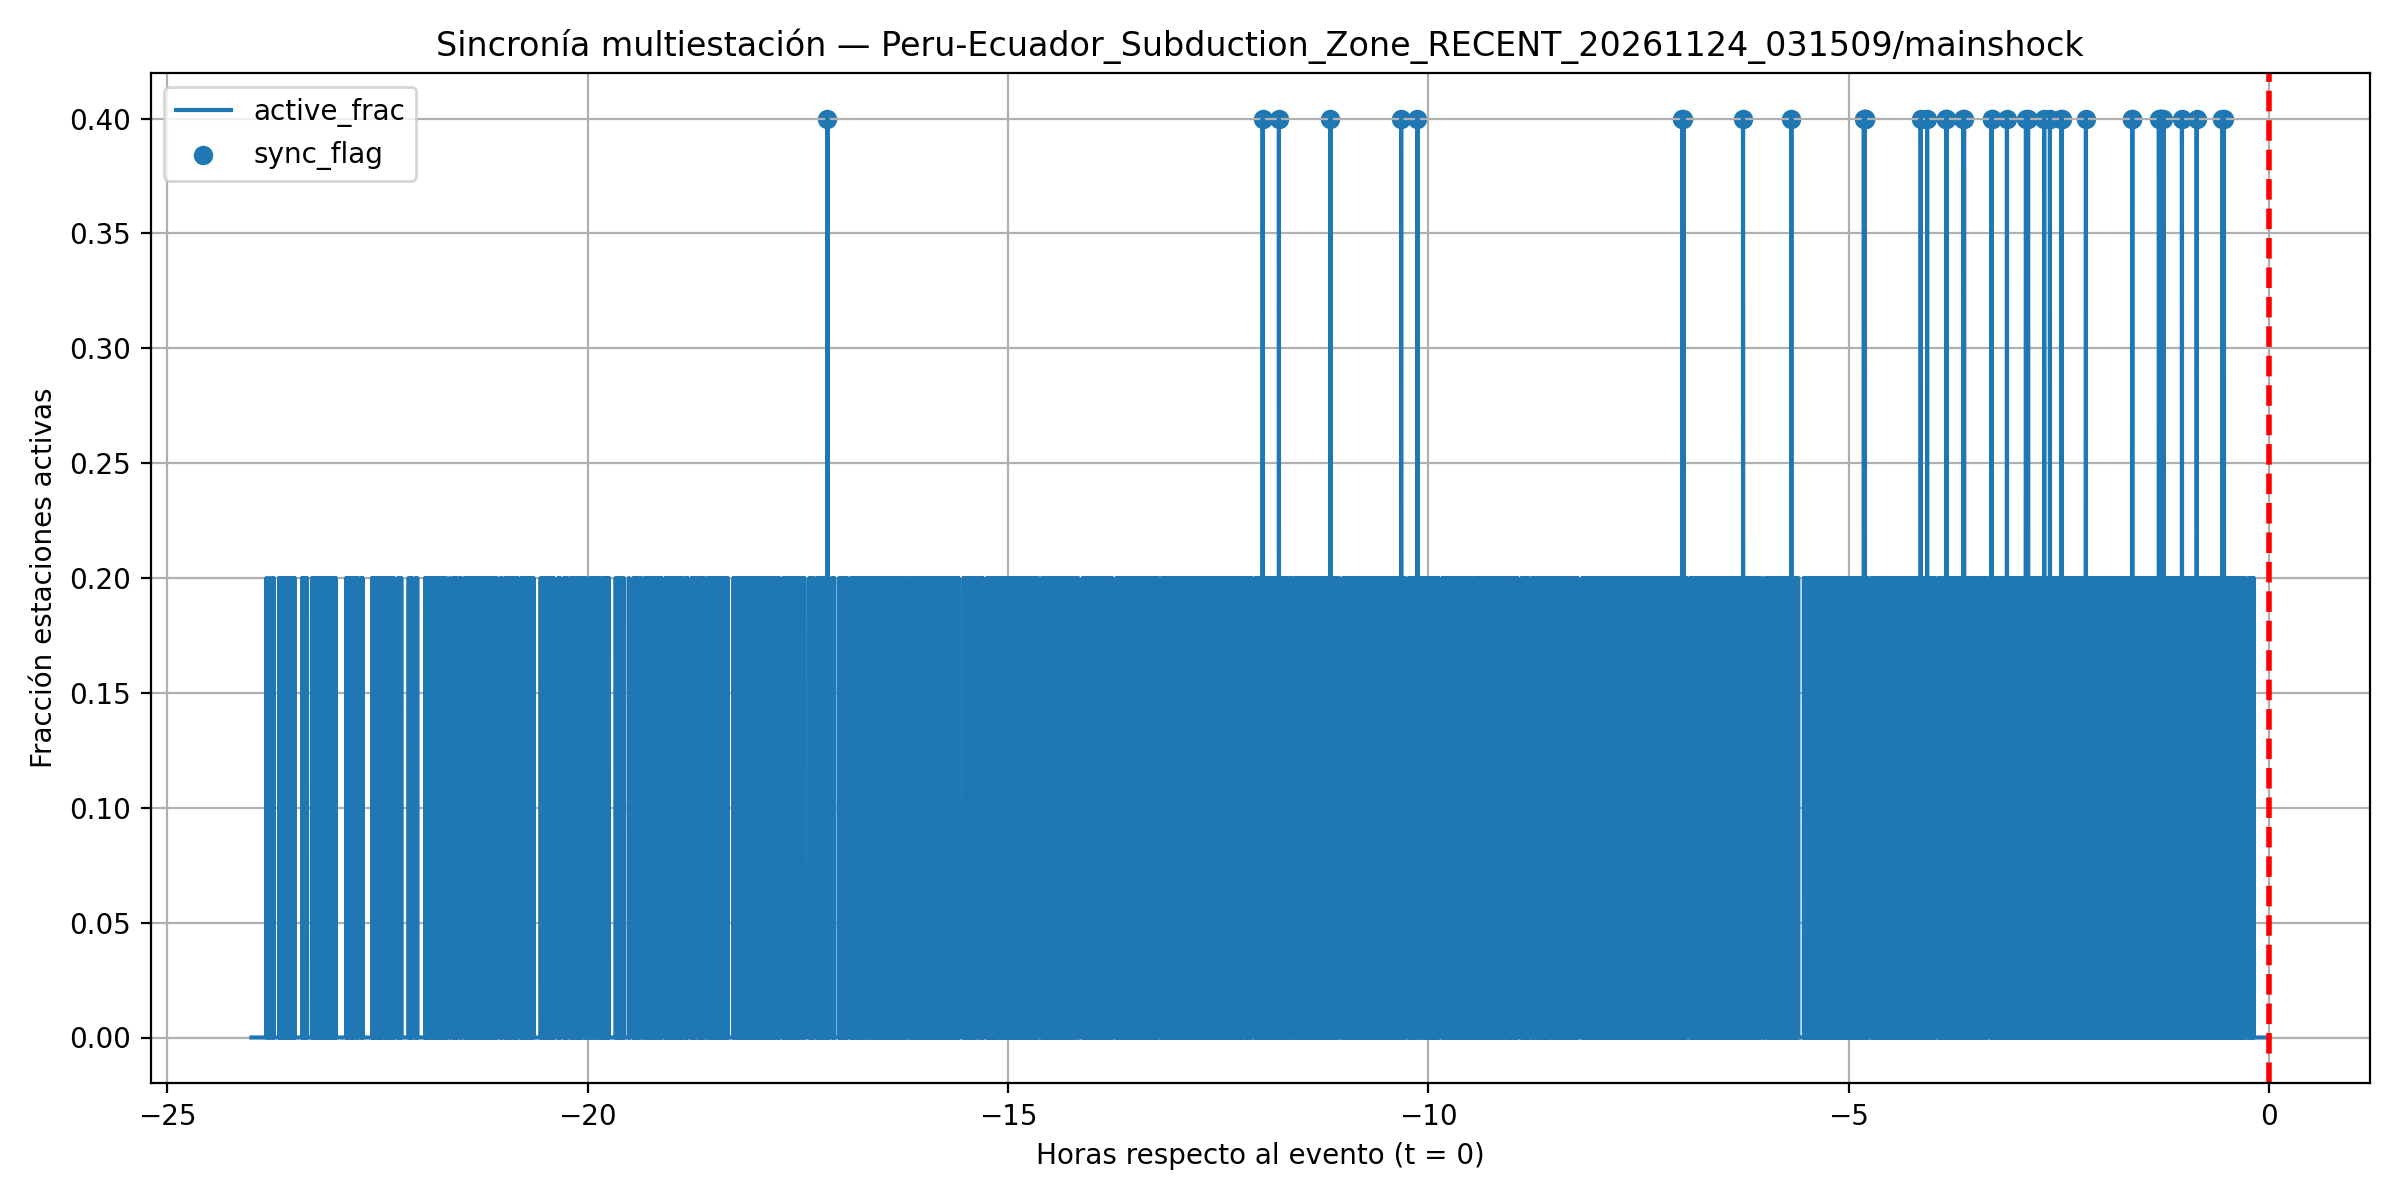 Sincronía multiestación — Peru-Ecuador_Subduction_Zone_RECENT_20261124_031509/mainshock
active_frac
sync_flag
Fracción estaciones activas
0.40
0.35
0.30
0.25
0.20
0.15
0.10
0.05
0.00
−25 −20 −15 −10 −5 0
Horas respecto al evento (t = 0)